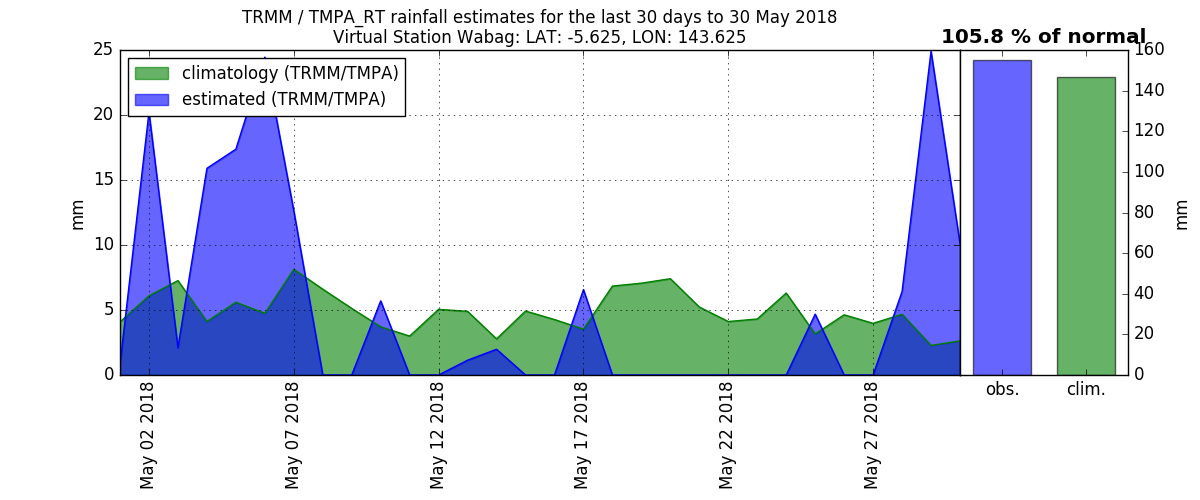 TRMM / TMPA_RT rainfall estimates for the last 30 days to 30 May 2018
Virtual Station Wabag: LAT: -5.625, LON: 143.625
105.8 % of normal
climatology (TRMM/TMPA)
estimated (TRMM/TMPA)
25
20
15
10
5
0
mm
160
140
120
100
80
60
40
20
0
mm
May 02 2018
May 07 2018
May 12 2018
May 17 2018
May 22 2018
May 27 2018
obs.
clim.